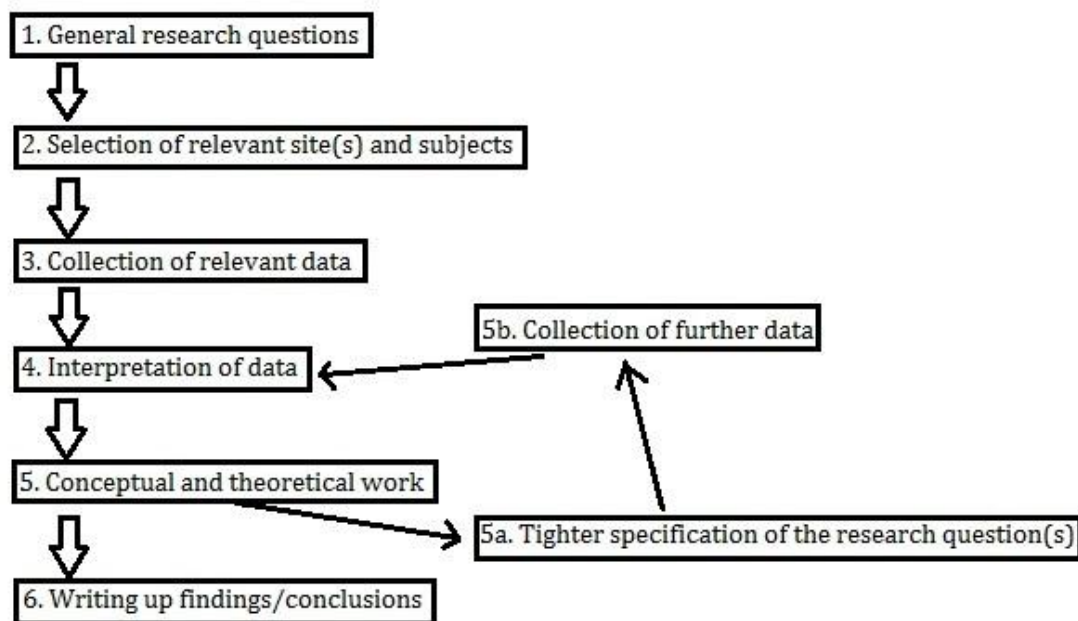 1. General research questions
2. Selection of relevant site(s) and subjects
3. Collection of relevant data
5b. Collection of further data
4. Interpretation of data
5. Conceptual and theoretical work
5a. Tighter specification of the research question(s)
6. Writing up findings/conclusions